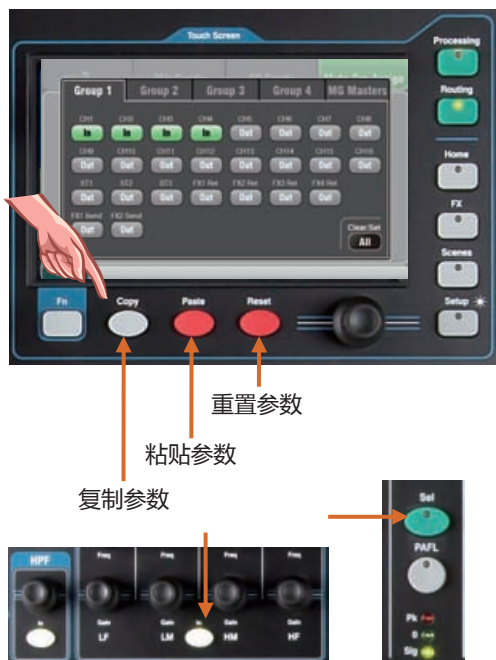 Touch Screen
Processing
Group 1 Group 2 Group 3 Group 4 MG Masters
Routing
CH1 CH2 CH3 CH4 CH5 CH6 CH7 CH8
In In In In Out Out Out Out
CH9 CH10 CH11 CH12 CH13 CH14 CH15 CH16
Out Out Out Out Out Out Out Out
Home
ST1 ST2 ST3 FX1 Ret FX2 Ret FX3 Ret FX4 Ret
Out Out Out Out Out Out Out
FX
FX1 Send FX2 Send
Out Out
Clear/Set
All
Scenes
Fn Copy Paste Reset Setup
重置参数
粘贴参数
复制参数
Sel
PAFL
HPF Freq Freq Freq Freq
In Gain Gain In Gain Gain
LF LM HM HF
Pk
0
Sig